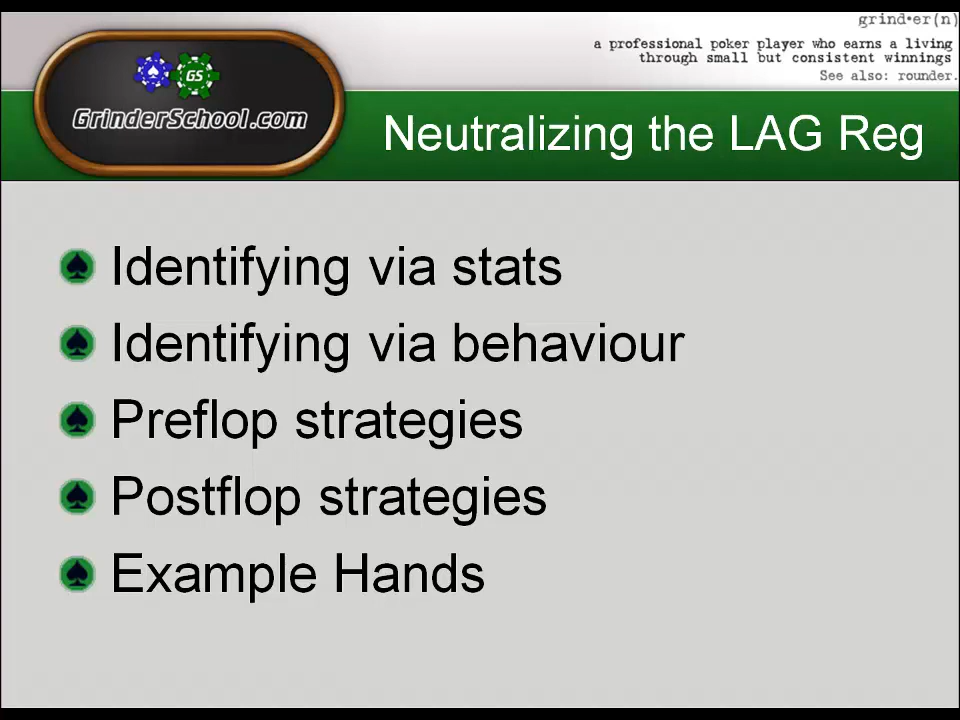 grind•er(n)
a professional poker player who earns a living
through small but consistent winnings
See also: rounder.
GS
GrinderSchool.com
Neutralizing the LAG Reg
Identifying via stats
Identifying via behaviour
Preflop strategies
Postflop strategies
Example Hands